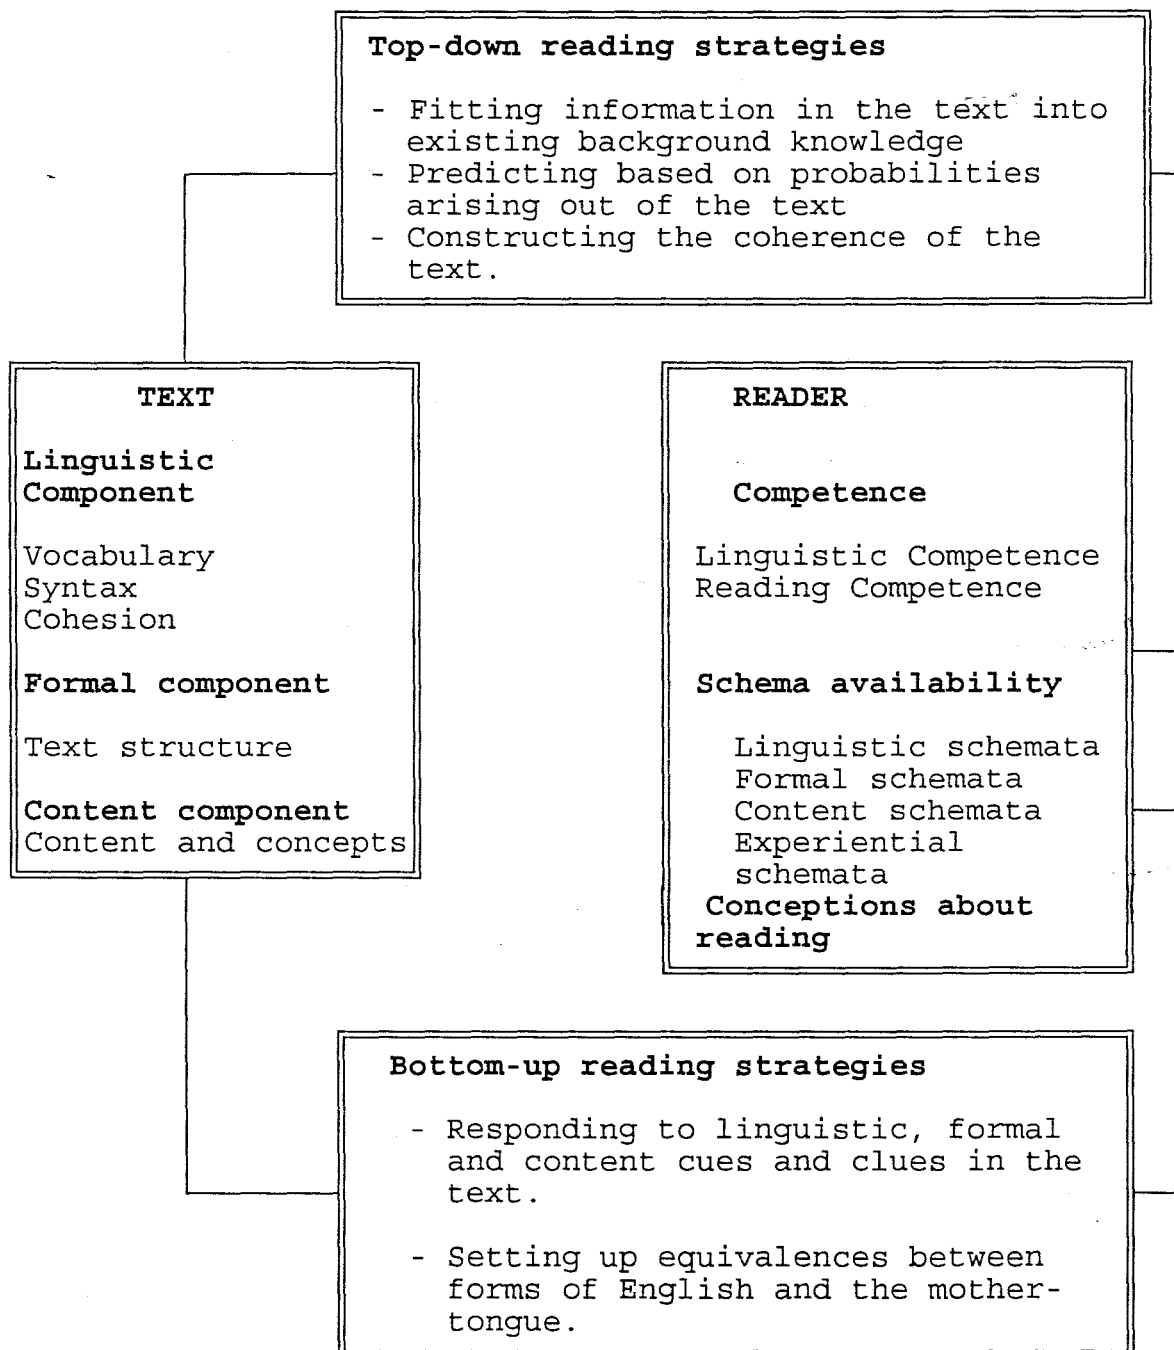 Top-down reading strategies
- Fitting information in the text into
existing background knowledge
- Predicting based on probabilities
arising out of the text
- Constructing the coherence of the
text.
TEXT
Linguistic
Component
Vocabulary
Syntax
Cohesion
Formal component
Text structure
Content component
Content and concepts
READER
Competence
Linguistic Competence
Reading Competence
Schema availability
Linguistic schemata
Formal schemata
Content schemata
Experiential
schemata
Conceptions about
reading
Bottom-up reading strategies
- Responding to linguistic, formal
and content cues and clues in the
text.
- Setting up equivalences between
forms of English and the mother-
tongue.